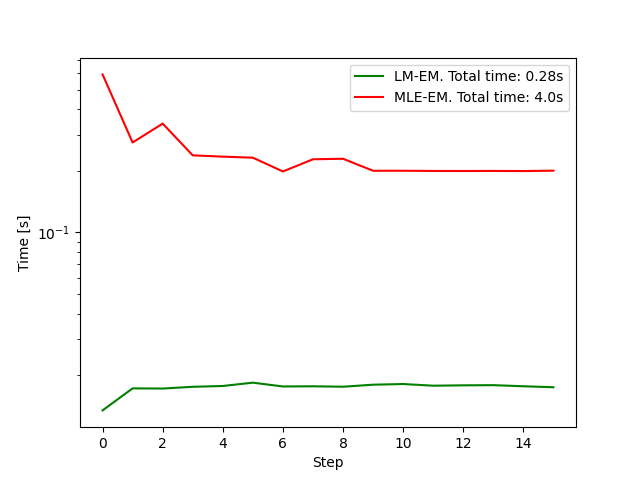 LM-EM. Total time: 0.28s
MLE-EM. Total time: 4.0s
Time [s]
10⁻¹
0 2 4 6 8 10 12 14
Step